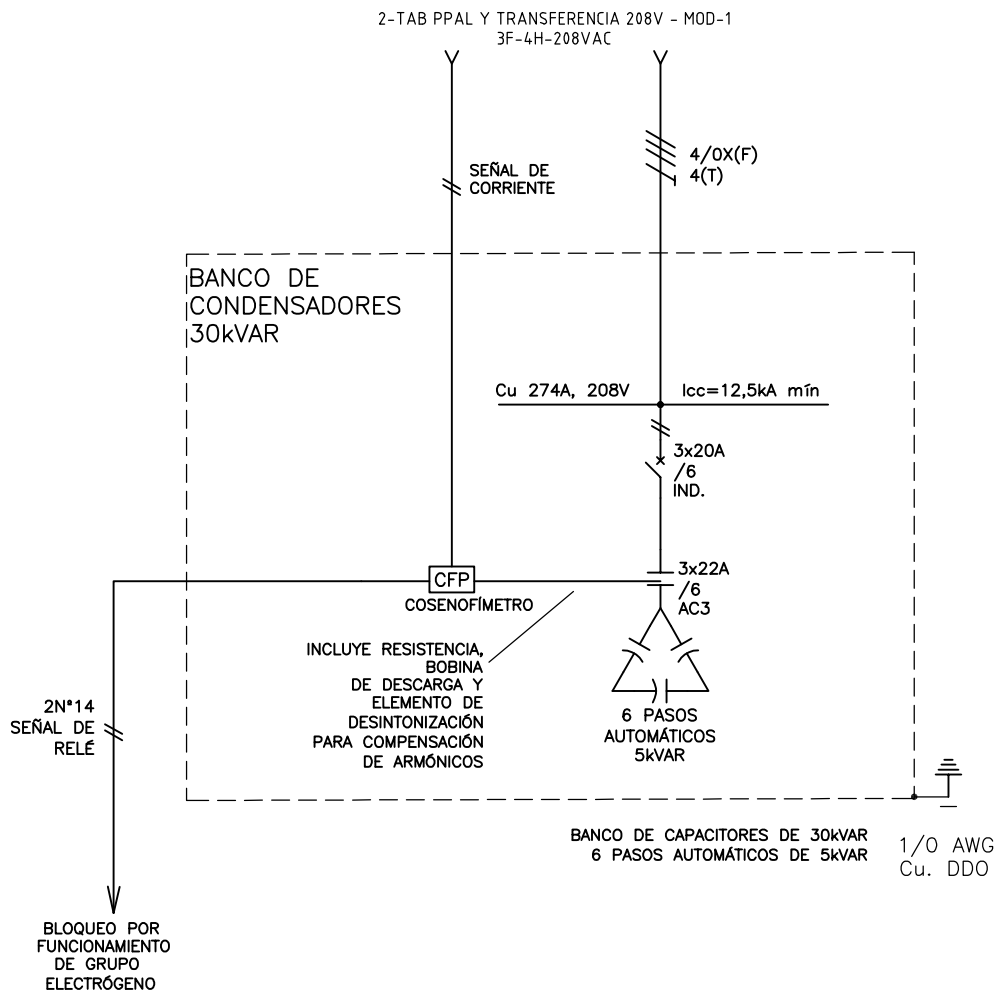 2-TAB PPAL Y TRANSFERENCIA 208V - MOD-1
3F-4H-208VAC
4/0X(F)
4(T)
SEÑAL DE
CORRIENTE
BANCO DE
CONDENSADORES
30kVAR
Cu 274A, 208V
Icc=12,5kA mín
3x20A
/6
IND.
3x22A
/6
AC3
CFP
COSENOFÍMETRO
INCLUYE RESISTENCIA,
BOBINA
DE DESCARGA Y
ELEMENTO DE
DESINTONIZACIÓN
PARA COMPENSACIÓN
DE ARMÓNICOS
2N°14
SEÑAL DE
RELÉ
6 PASOS
AUTOMÁTICOS
5kVAR
BANCO DE CAPACITORES DE 30kVAR
6 PASOS AUTOMÁTICOS DE 5kVAR
1/0 AWG
Cu. DDO
BLOQUEO POR
FUNCIONAMIENTO
DE GRUPO
ELECTRÓGENO